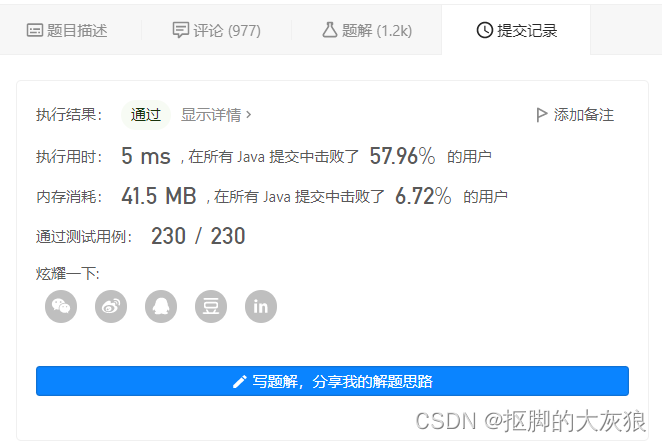 题目描述 评论 (977) 题解 (1.2k) 提交记录
执行结果： 通过 显示详情 > 添加备注
执行用时： 5 ms , 在所有 Java 提交中击败了 57.96% 的用户
内存消耗： 41.5 MB , 在所有 Java 提交中击败了 6.72% 的用户
通过测试用例： 230 / 230
炫耀一下:
豆 in
写题解，分享我的解题思路
CSDN @抠脚的大灰狼